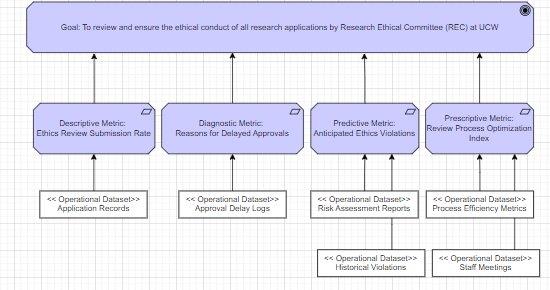 Goal: To review and ensure the ethical conduct of all research applications by Research Ethical Committee (REC) at UCW
Descriptive Metric:
Ethics Review Submission Rate
Diagnostic Metric:
Reasons for Delayed Approvals
Predictive Metric:
Anticipated Ethics Violations
Prescriptive Metric:
Review Process Optimization
Index
<< Operational Dataset>>
Application Records
<< Operational Dataset>>
Approval Delay Logs
<< Operational Dataset>>
Risk Assessment Reports
<< Operational Dataset>>
Process Efficiency Metrics
<< Operational Dataset>>
Historical Violations
<< Operational Dataset>>
Staff Meetings